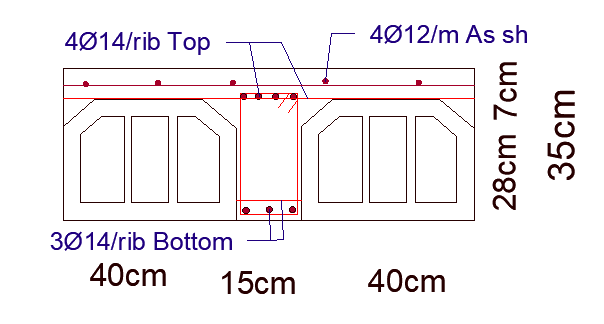 4Ø14/rib Top
4Ø12/m As sh
7cm
28cm
35cm
3Ø14/rib Bottom
40cm
15cm
40cm